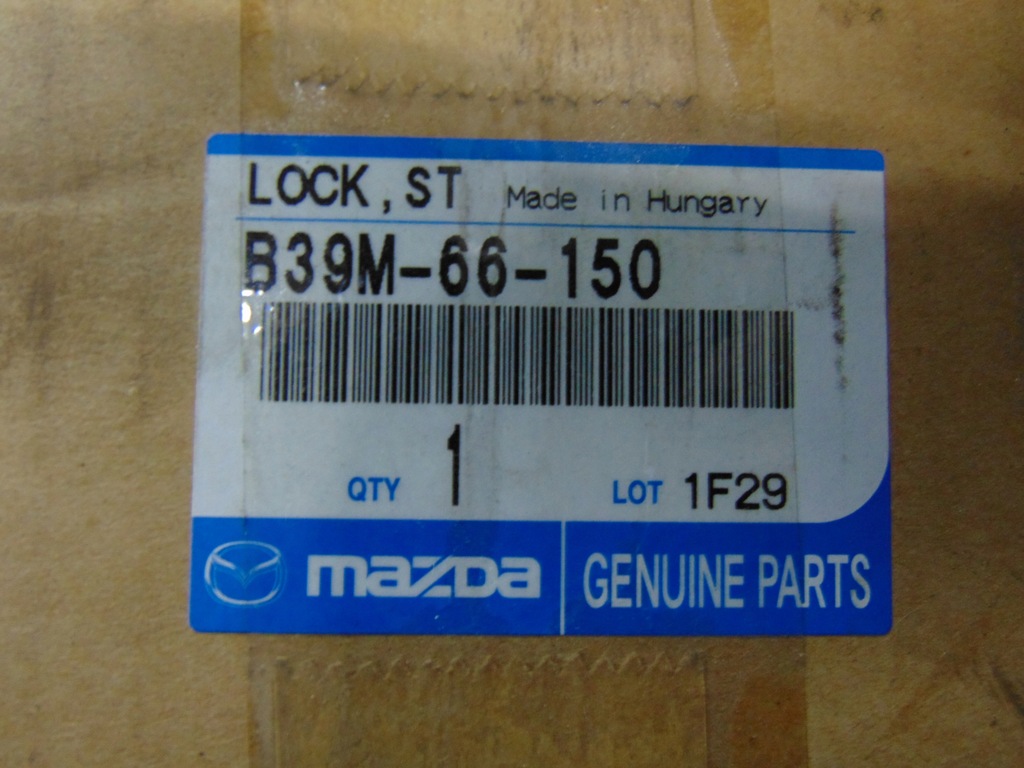 LOCK,ST Made in Hungary
B39M-66-150
QTY 1 LOT 1F29
mazda GENUINE PARTS